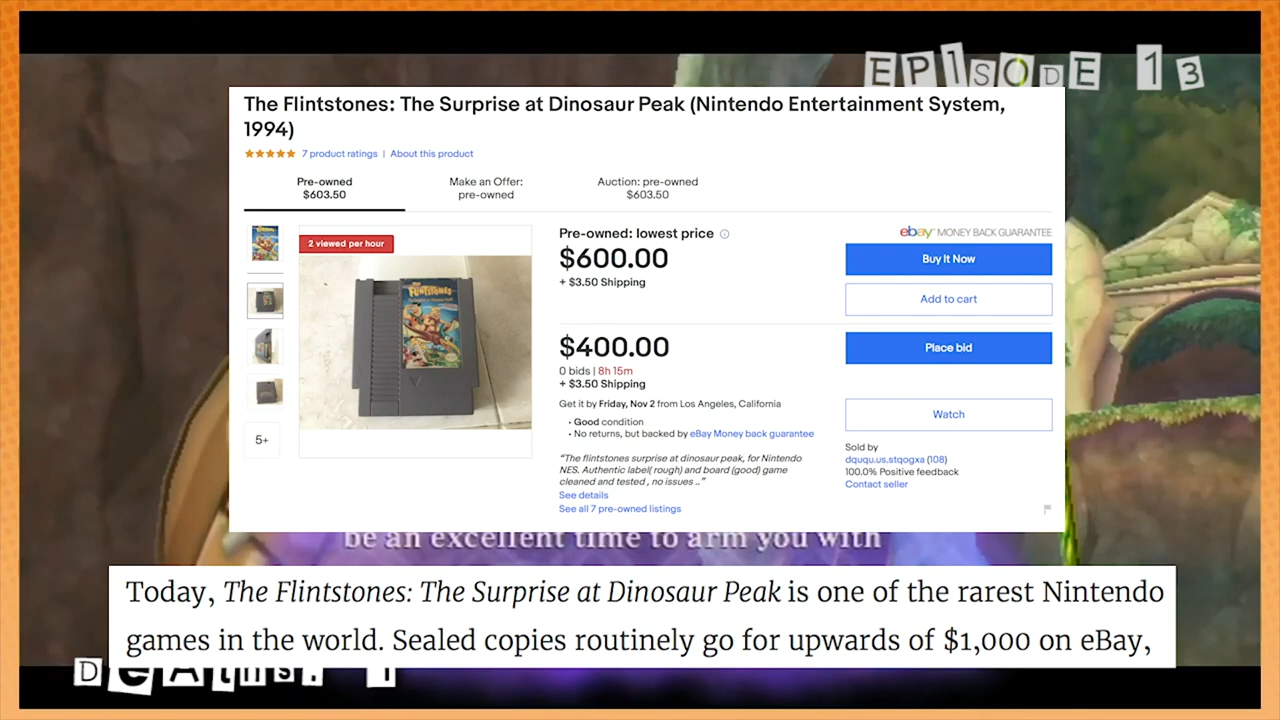 EPISODE 13
The Flintstones: The Surprise at Dinosaur Peak (Nintendo Entertainment System,
1994)
7 product ratings | About this product
Pre-owned
$603.50
Make an Offer:
pre-owned
Auction: pre-owned
$603.50
2 viewed per hour
THE FLINTSTONES
5+
Pre-owned: lowest price
$600.00
+ $3.50 Shipping
ebay MONEY BACK GUARANTEE
Buy It Now
Add to cart
$400.00
0 bids | 8h 15m
+ $3.50 Shipping
Place bid
Get it by Friday, Nov 2 from Los Angeles, California
• Good condition
• No returns, but backed by eBay Money back guarantee
Watch
"The flintstones surprise at dinosaur peak, for Nintendo
NES. Authentic label( rough) and board (good) game
cleaned and tested , no issues .."
See details
See all 7 pre-owned listings
Sold by
dququ.us.stqogxa (108)
100.0% Positive feedback
Contact seller
be an excellent time to arm you with
Today, The Flintstones: The Surprise at Dinosaur Peak is one of the rarest Nintendo
games in the world. Sealed copies routinely go for upwards of $1,000 on eBay,
DEATHS: 1